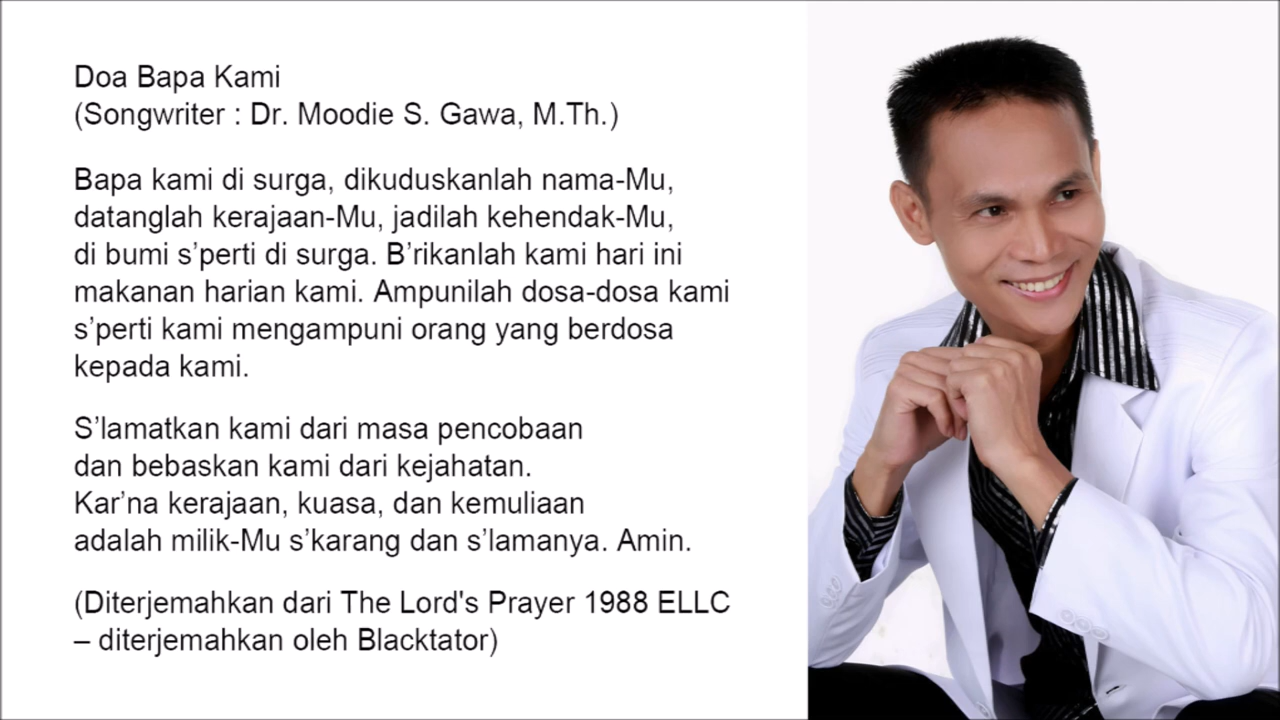 Doa Bapa Kami
(Songwriter : Dr. Moodie S. Gawa, M.Th.)
Bapa kami di surga, dikuduskanlah nama-Mu,
datanglah kerajaan-Mu, jadilah kehendak-Mu,
di bumi s’perti di surga. B’rikanlah kami hari ini
makanan harian kami. Ampunilah dosa-dosa kami
s’perti kami mengampuni orang yang berdosa
kepada kami.
S’lamatkan kami dari masa pencobaan
dan bebaskan kami dari kejahatan.
Kar’na kerajaan, kuasa, dan kemuliaan
adalah milik-Mu s’karang dan s’lamanya. Amin.
(Diterjemahkan dari The Lord's Prayer 1988 ELLC
– diterjemahkan oleh Blacktator)